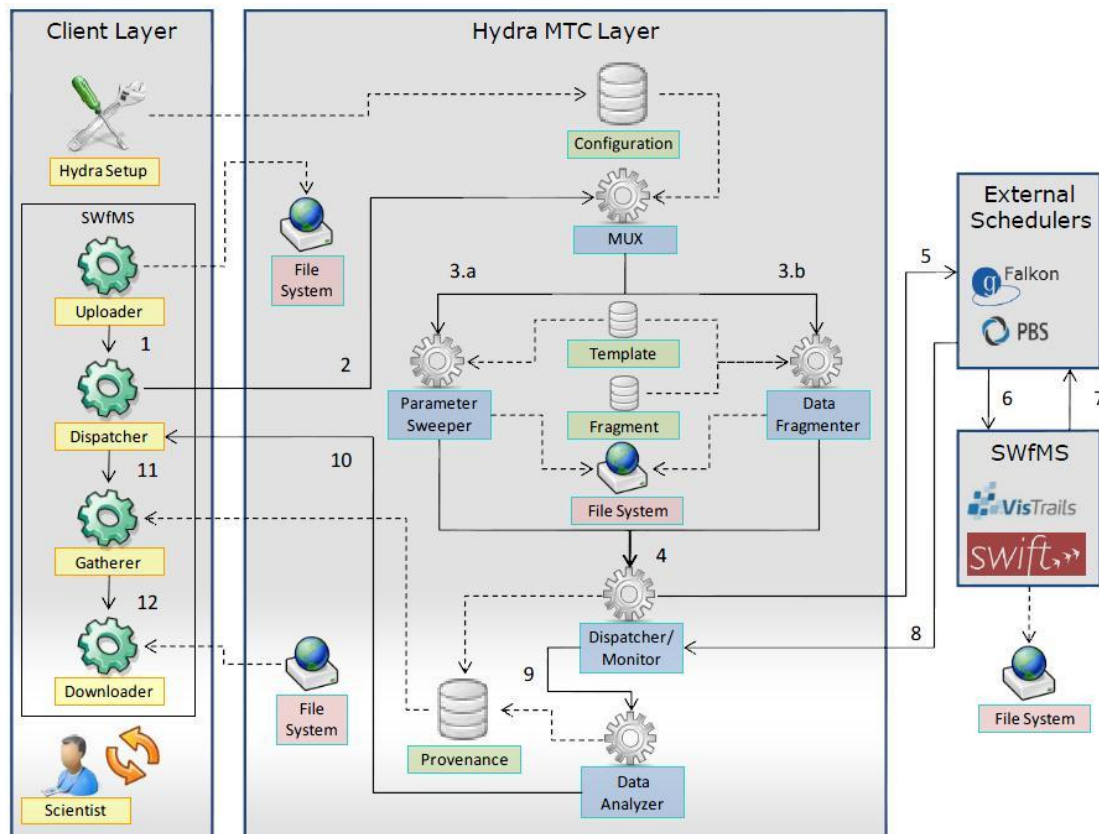 Client Layer
Hydra Setup
SWfMS
Uploader
1
Dispatcher
11
Gatherer
12
Downloader
Scientist
Hydra MTC Layer
Configuration
File
System
MUX
2
3.a
3.b
Template
Parameter
Sweeper
Fragment
Data
Fragmenter
File System
10
4
Dispatcher/
Monitor
9
File
System
Provenance
Data
Analyzer
5
External
Schedulers
g
Falkon
PBS
6
7
SWfMS
VisTrails
swift
8
File System